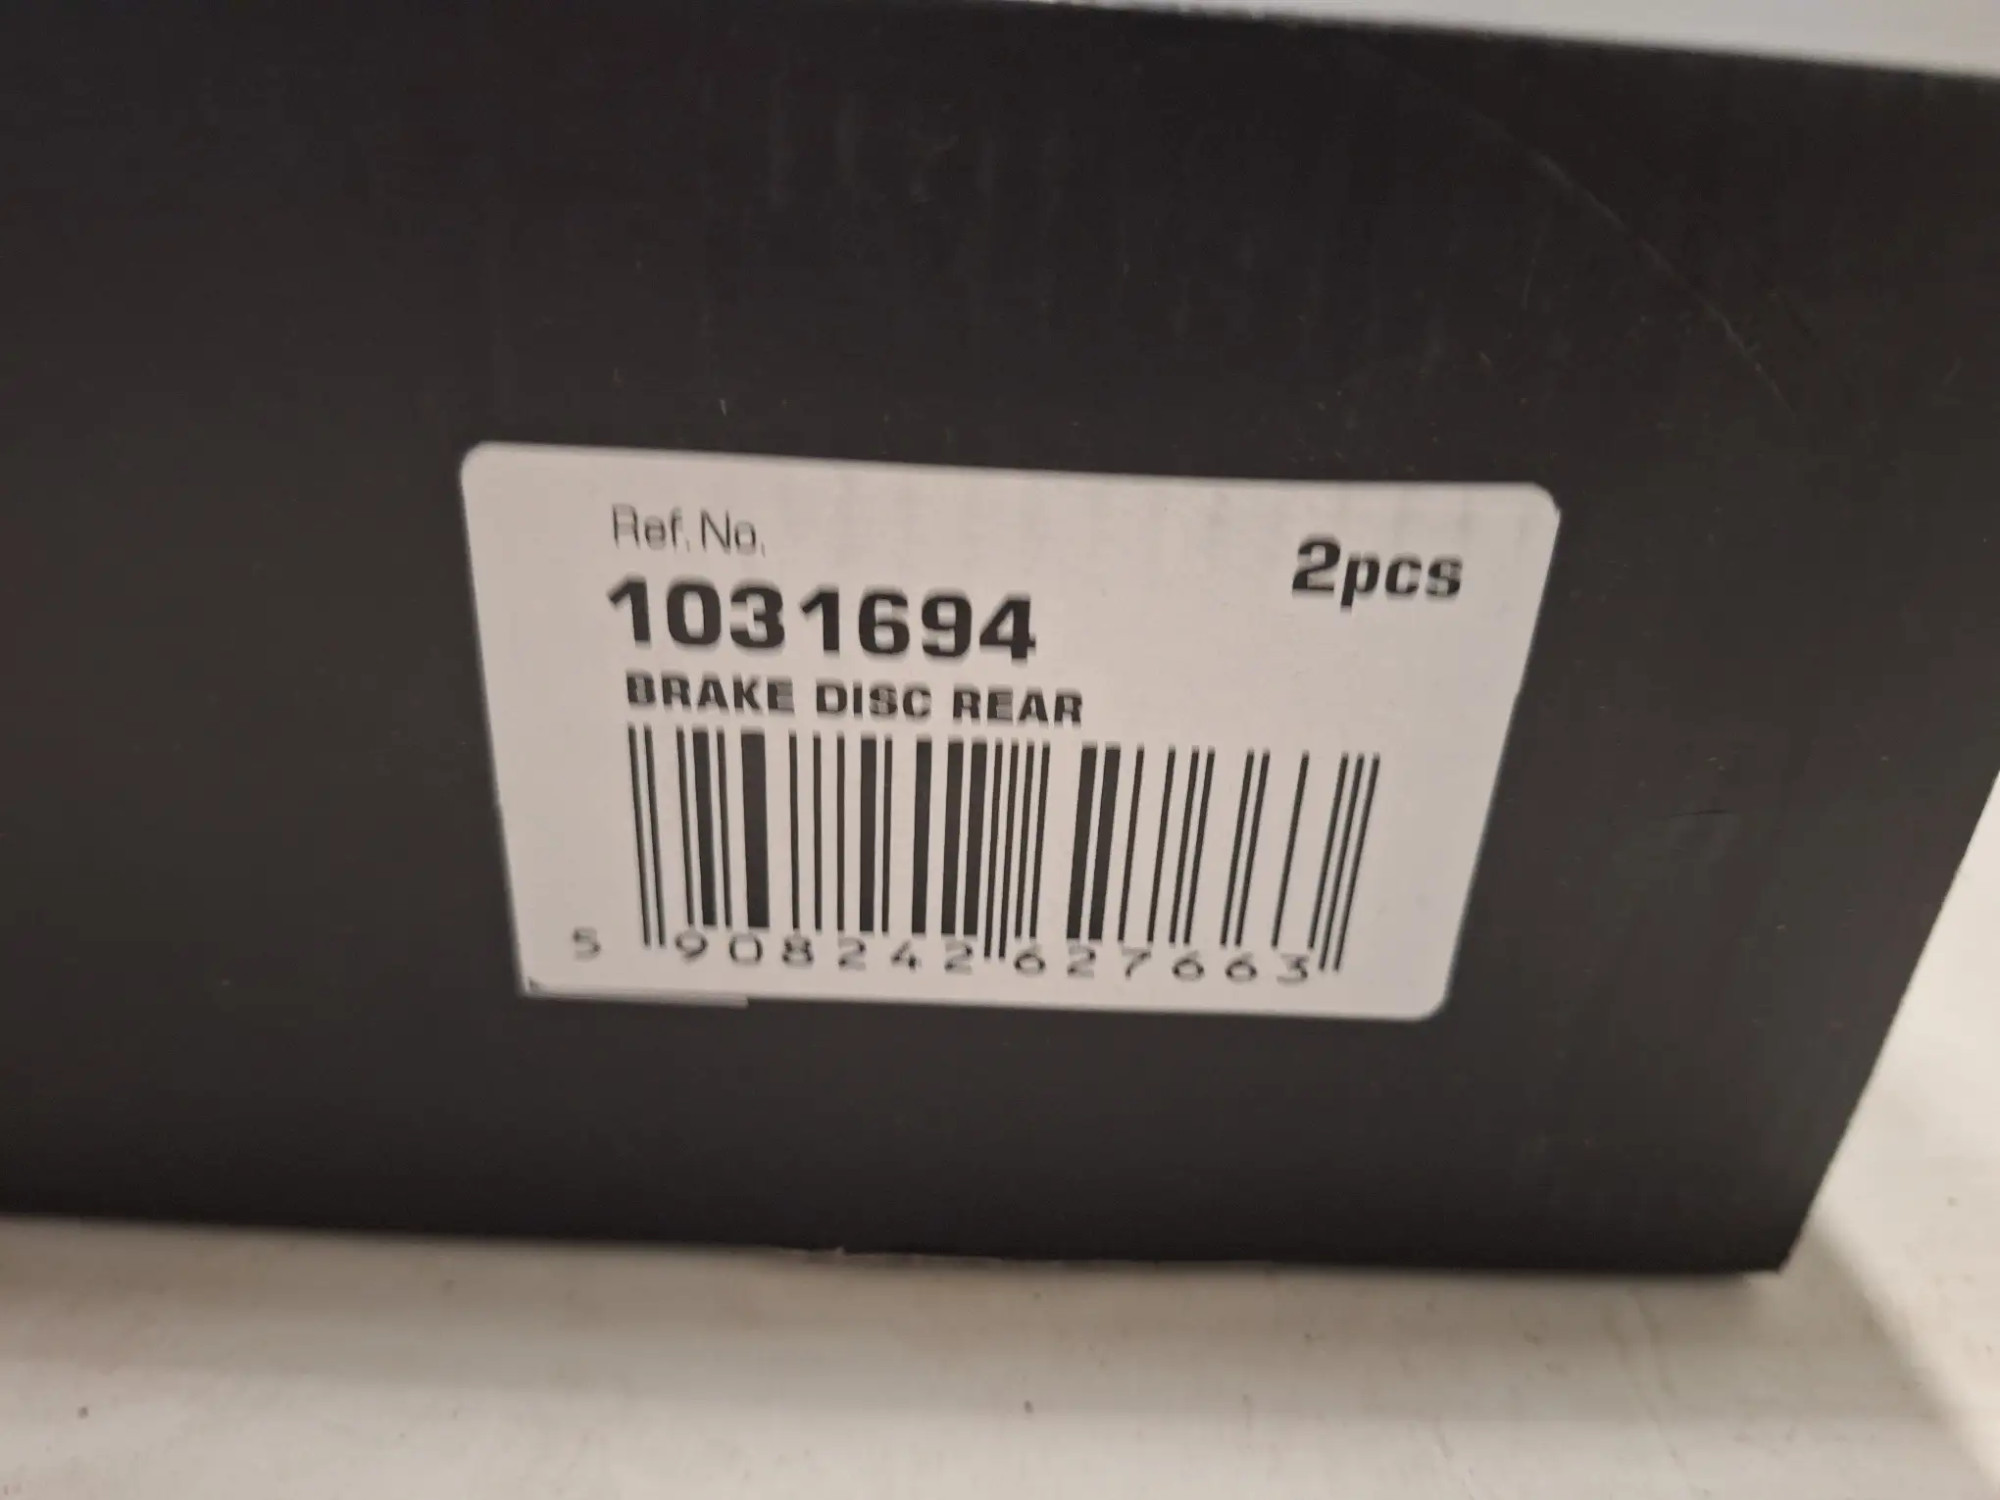 Ref. No.
2pcs
1031694
BRAKE DISC REAR
5 908242 627663